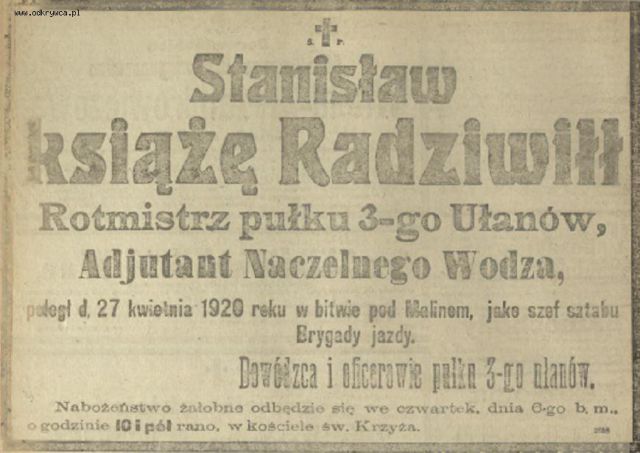 www.odkrywca.pl
ś. † p.
Stanisław
książę Radziwiłł
Rotmistrz pułku 3-go Ułanów,
Adjutant Naczelnego Wodza,
poległ d. 27 kwietnia 1920 roku w bitwie pod Malinem, jako szef sztabu
Brygady jazdy.
Dowódzca i oficerowie pułku 3-go ułanów.
Nabożeństwo żałobne odbędzie się we czwartek, dnia 6-go b. m.,
o godzinie 10 i pół rano, w kościele św. Krzyża.